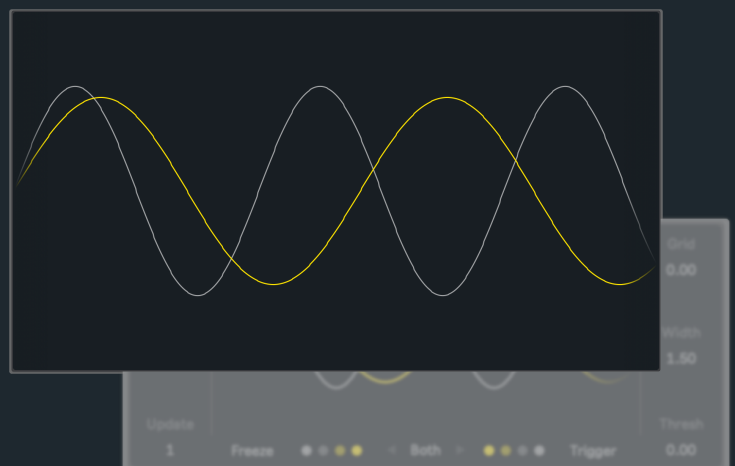 Grid
0.00
Width
1.50
Update
1
Freeze
< Both >
Trigger
Thresh
0.00